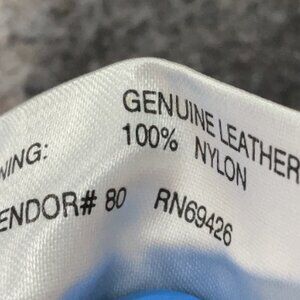 GENUINE LEATHER
NING: 100% NYLON
ENDOR# 80 RN69426